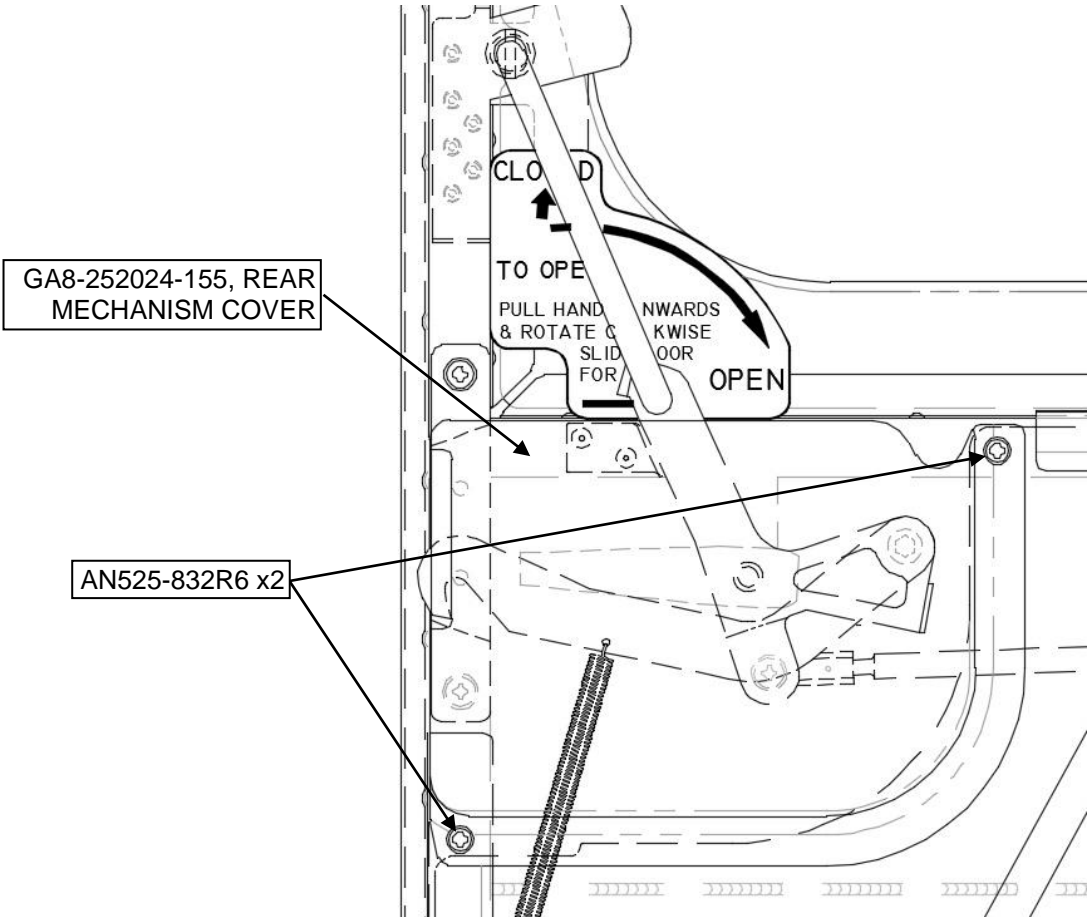 CLO D
TO OPE
PULL HAND NWARDS
& ROTATE C KWISE
SLID OOR
FOR
OPEN
GA8-252024-155, REAR
MECHANISM COVER
AN525-832R6 x2